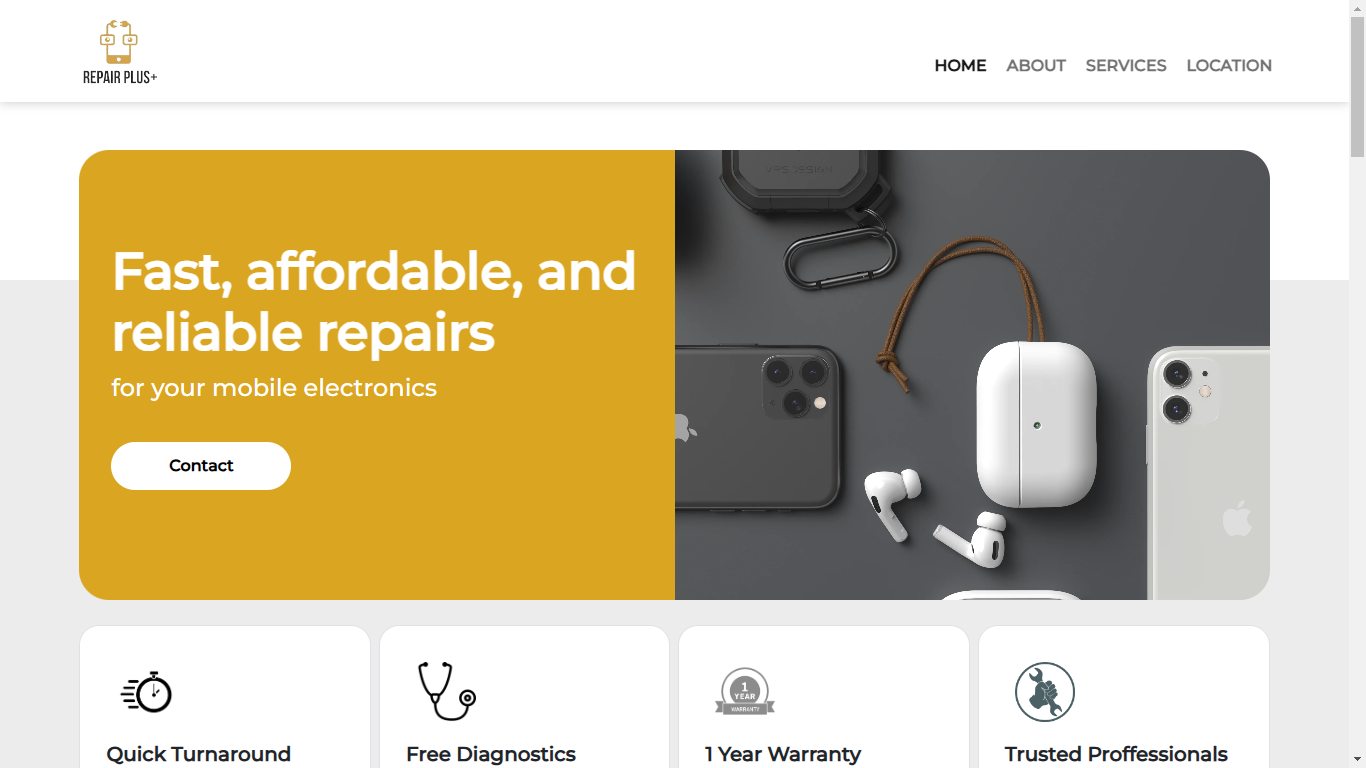 REPAIR PLUS+
HOME ABOUT SERVICES LOCATION
Fast, affordable, and
reliable repairs
for your mobile electronics
Contact
1
YEAR
WARRANTY
Quick Turnaround
Free Diagnostics
1 Year Warranty
Trusted Proffessionals